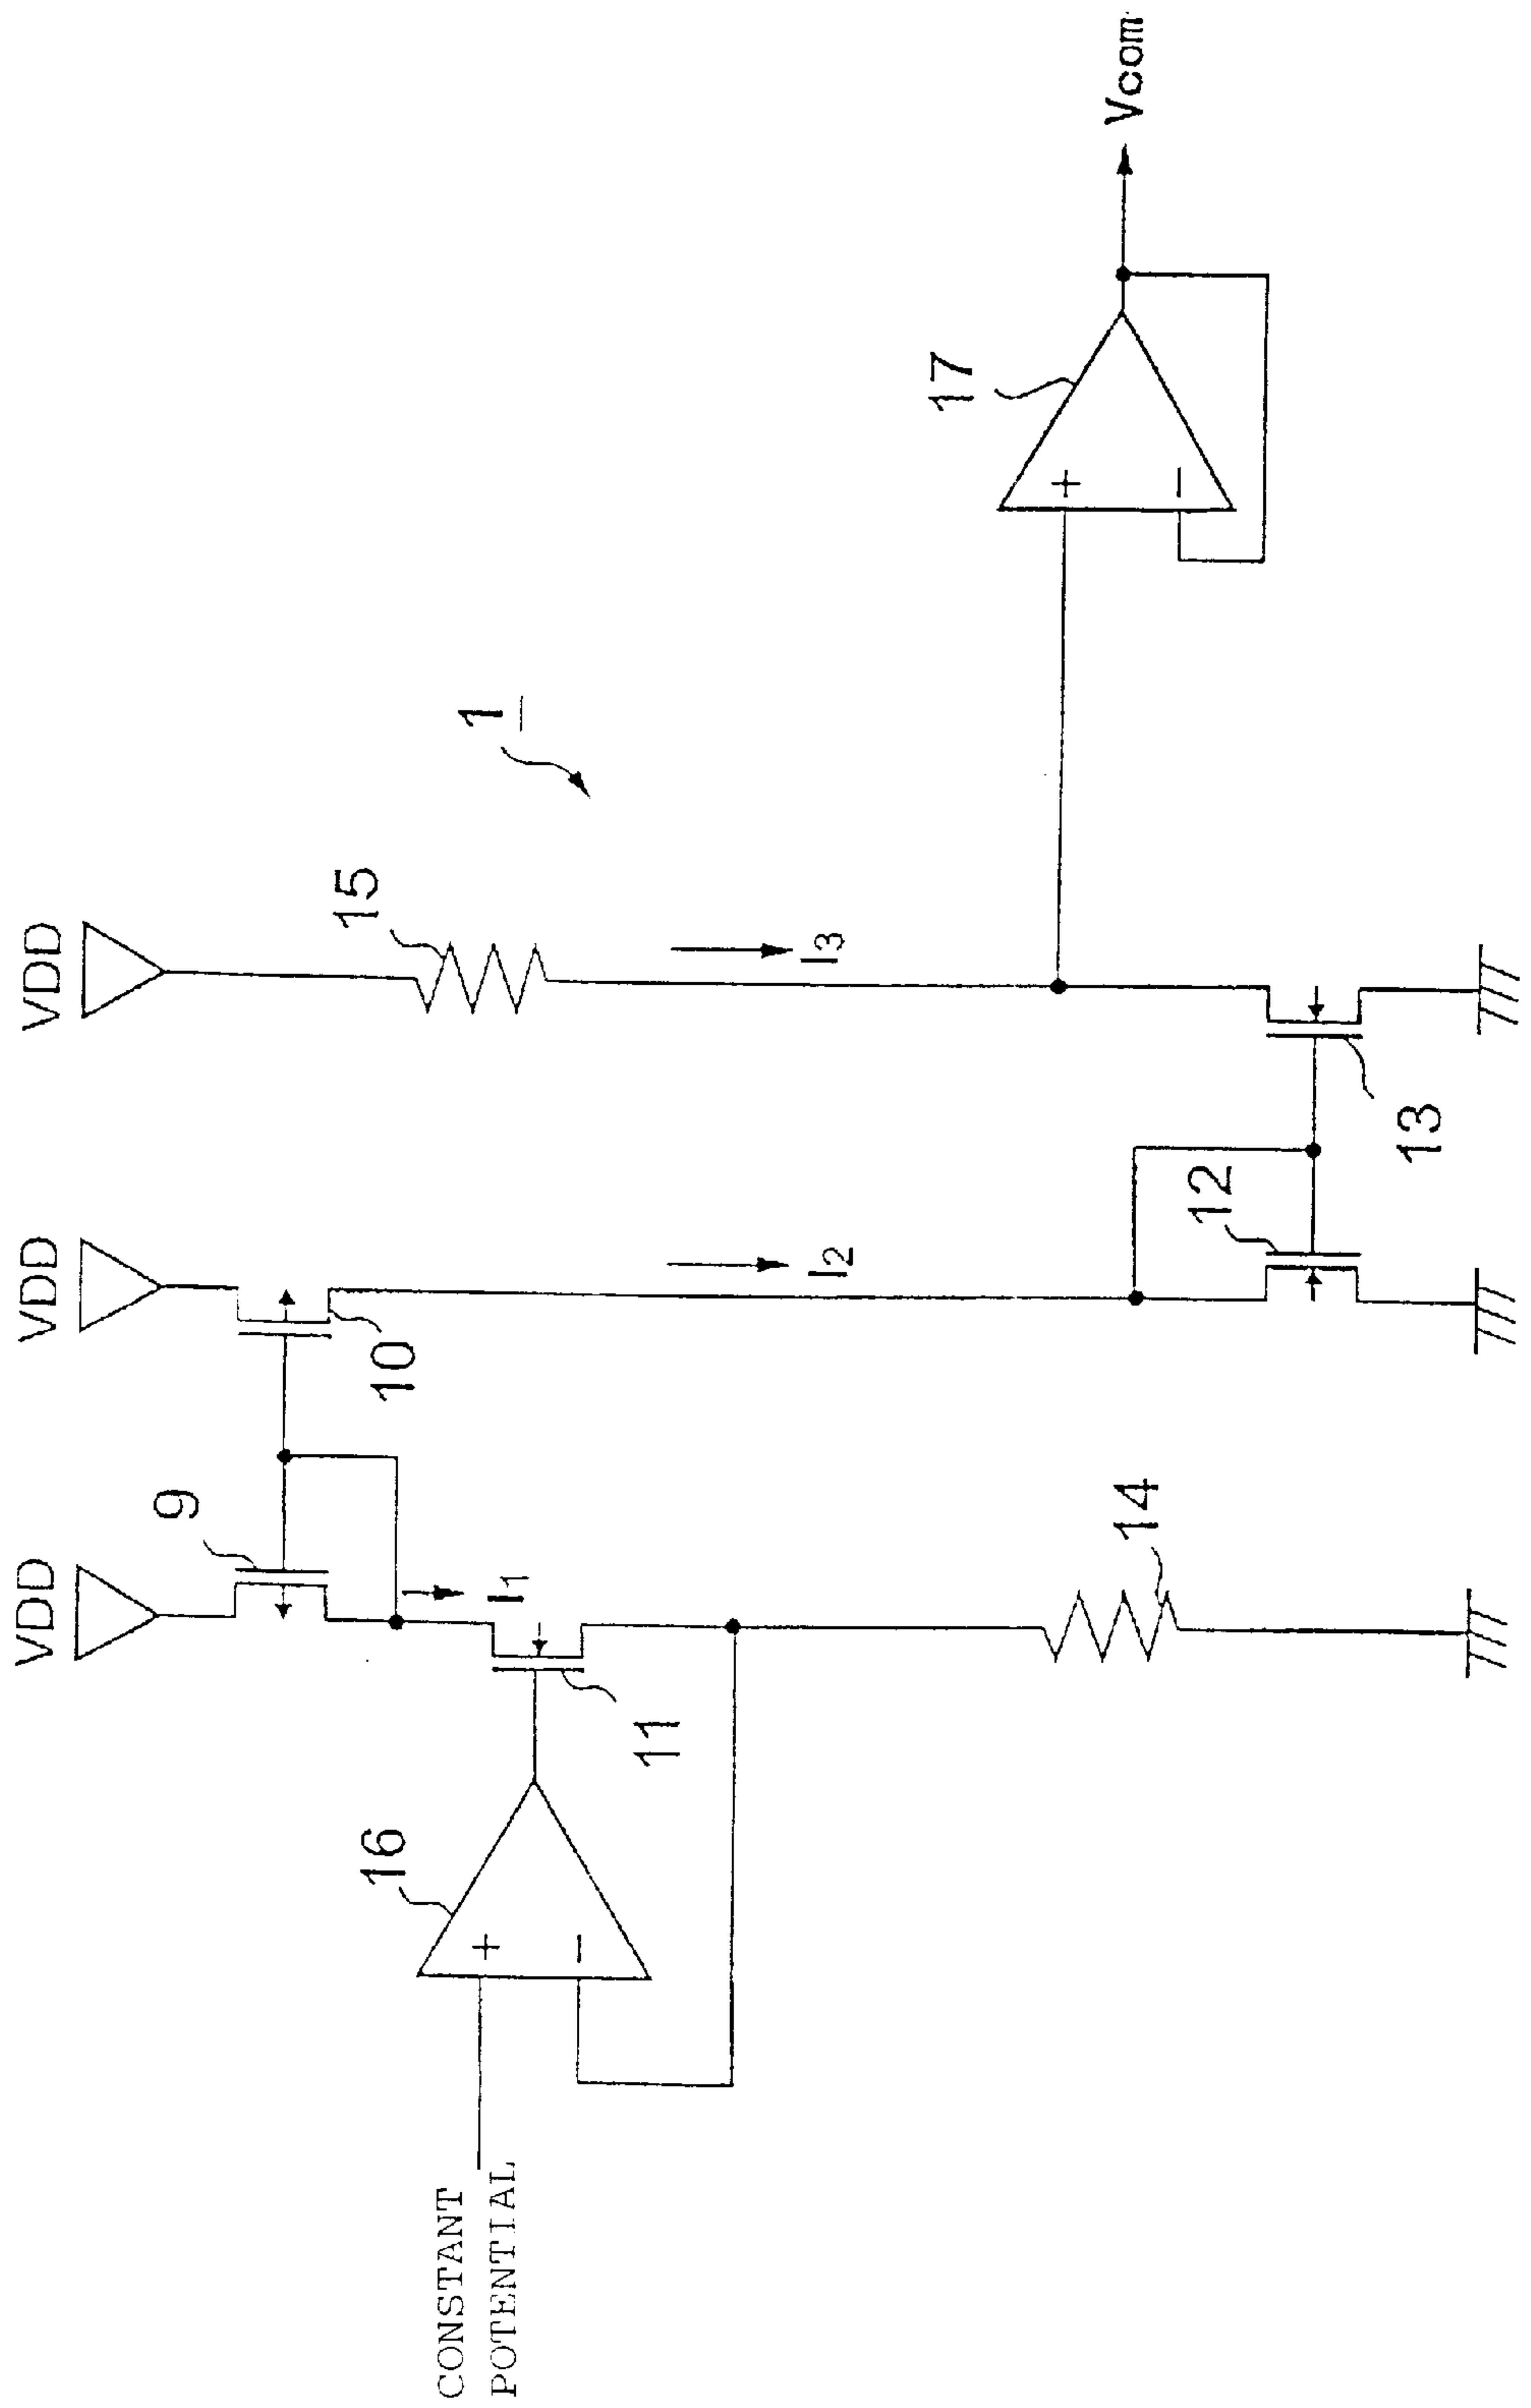 VDD
VDD
VDD
9
10
15
1
I1
I2
I3
16
11
17
Vcom
+
-
+
-
CONSTANT
POTENTIAL
14
12
13